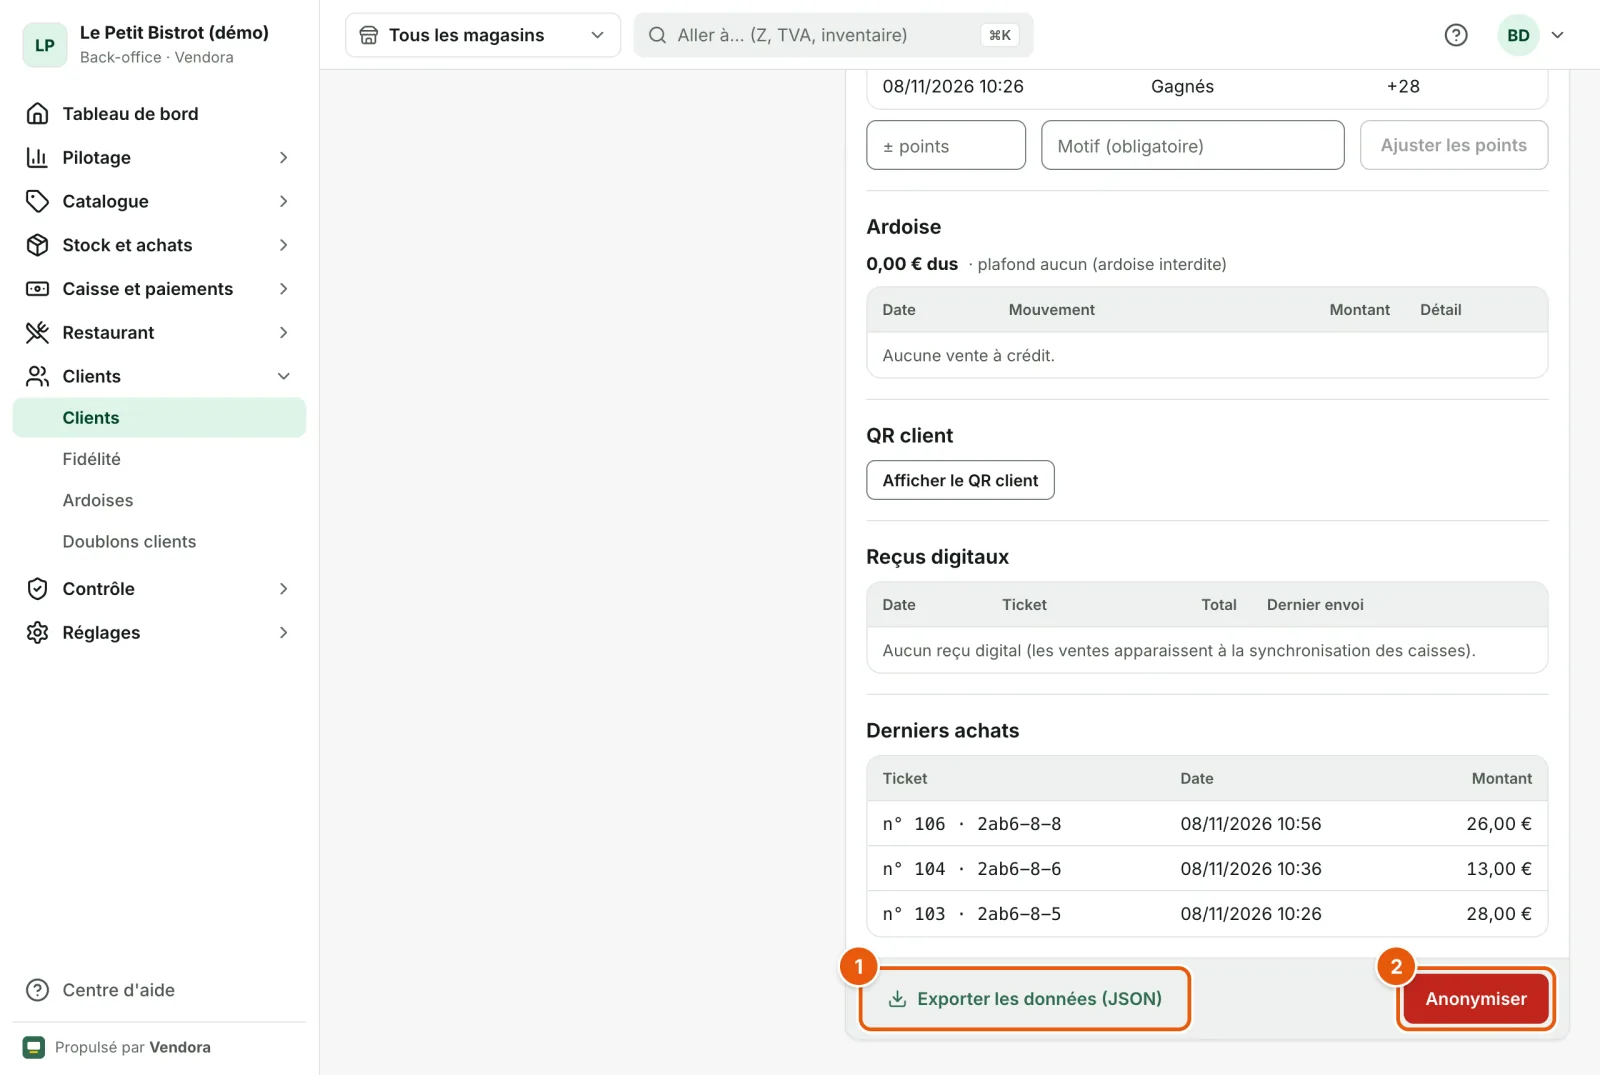 LP
Le Petit Bistrot (démo)
Back-office · Vendora
Tous les magasins
Aller à... (Z, TVA, inventaire)
⌘K
BD
Tableau de bord
Pilotage
Catalogue
Stock et achats
Caisse et paiements
Restaurant
Clients
Clients
Fidélité
Ardoises
Doublons clients
Contrôle
Réglages
Centre d'aide
Propulsé par Vendora
08/11/2026 10:26 Gagnés +28
± points
Motif (obligatoire)
Ajuster les points
Ardoise
0,00 € dus · plafond aucun (ardoise interdite)
Date Mouvement Montant Détail
Aucune vente à crédit.
QR client
Afficher le QR client
Reçus digitaux
Date Ticket Total Dernier envoi
Aucun reçu digital (les ventes apparaissent à la synchronisation des caisses).
Derniers achats
Ticket Date Montant
n° 106 · 2ab6-8-8 08/11/2026 10:56 26,00 €
n° 104 · 2ab6-8-6 08/11/2026 10:36 13,00 €
n° 103 · 2ab6-8-5 08/11/2026 10:26 28,00 €
1
Exporter les données (JSON)
2
Anonymiser